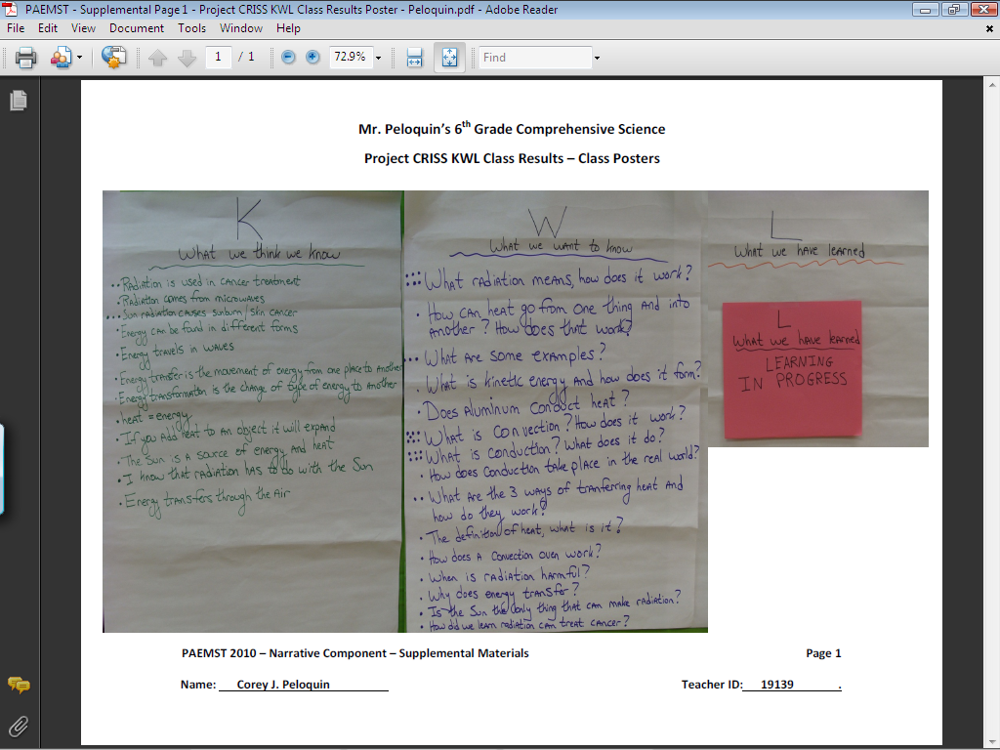 PAEMST - Supplemental Page 1 - Project CRISS KWL Class Results Poster - Peloquin.pdf - Adobe Reader
File Edit View Document Tools Window Help
1 / 1 72.9% Find
Mr. Peloquin's 6th Grade Comprehensive Science
Project CRISS KWL Class Results – Class Posters
K
What we think we know
• Radiation is used in cancer treatment
• Radiation comes from microwaves
• Sun radiation causes sunburn/skin cancer
• Energy can be found in different forms
• Energy travels in waves
• Energy transfer is the movement of energy from one place to another
• Energy transformation is the change of type of energy to another
• heat = energy
• If you add heat to an object it will expand
• The Sun is a source of energy and heat
• I know that radiation has to do with the Sun
• Energy transfers through the Air
W
What we want to know
What radiation means, how does it work?
• How can heat go from one thing and into
another? How does that work?
What are some examples?
• What is kinetic energy and how does it form?
• Does Aluminum conduct heat?
What is convection? How does it work?
What is conduction? What does it do?
• How does conduction take place in the real world?
•• What are the 3 ways of tranferring heat and
how do they work?
• The definition of heat, what is it?
• How does a convection oven work?
• When is radiation harmful?
• Why does energy transfer?
• Is the Sun the only thing that can make radiation?
• How did we learn radiation can treat cancer?
L
What we have learned
L
What we have learned
LEARNING
IN PROGRESS
PAEMST 2010 – Narrative Component – Supplemental Materials Page 1
Name: Corey J. Peloquin Teacher ID: 19139 .